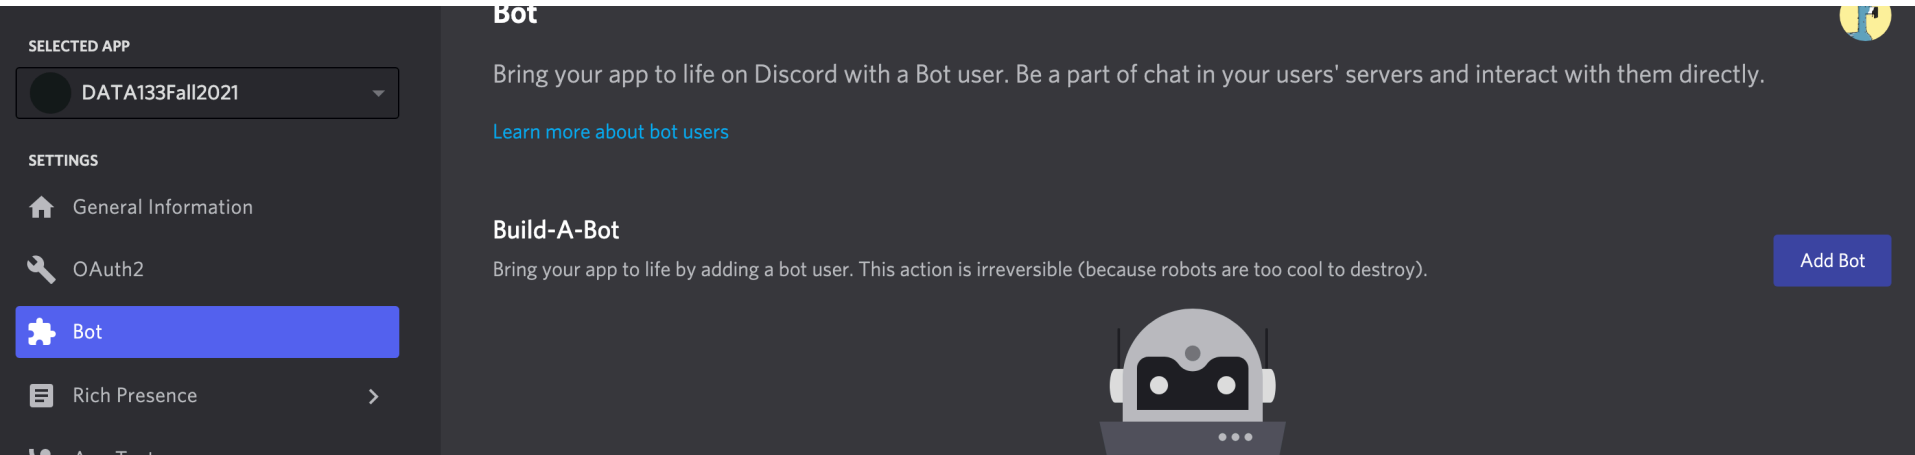 SELECTED APP
DATA133Fall2021
SETTINGS
General Information
OAuth2
Bot
Rich Presence
Bot
Bring your app to life on Discord with a Bot user. Be a part of chat in your users' servers and interact with them directly.
Learn more about bot users
Build-A-Bot
Bring your app to life by adding a bot user. This action is irreversible (because robots are too cool to destroy).
Add Bot